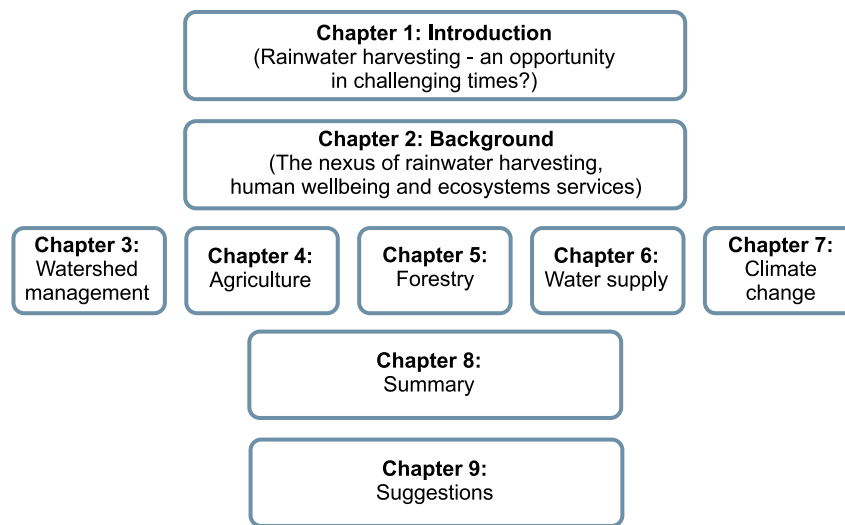 Chapter 1: Introduction
(Rainwater harvesting - an opportunity
in challenging times?)
Chapter 2: Background
(The nexus of rainwater harvesting,
human wellbeing and ecosystems services)
Chapter 3:
Watershed
management
Chapter 4:
Agriculture
Chapter 5:
Forestry
Chapter 6:
Water supply
Chapter 7:
Climate
change
Chapter 8:
Summary
Chapter 9:
Suggestions